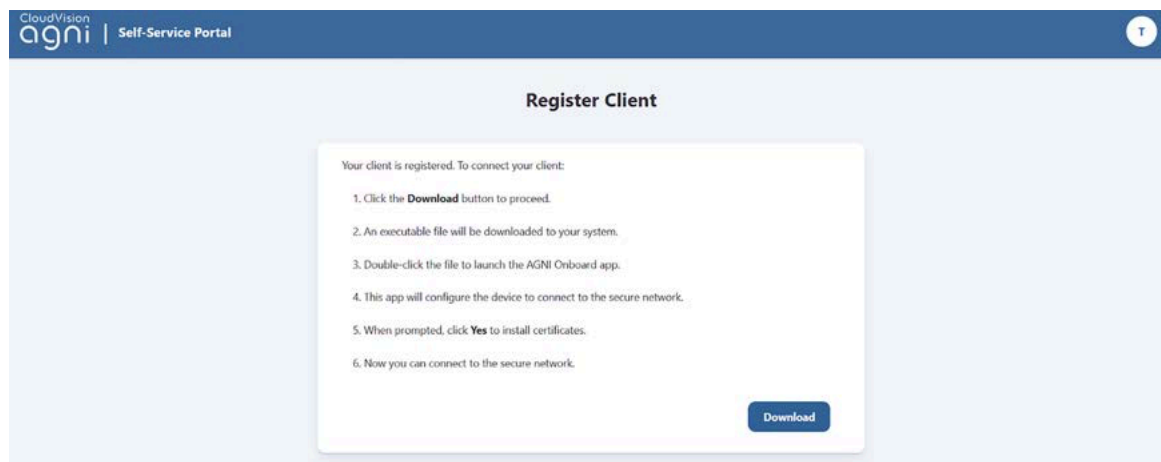 CloudVision
agni | Self-Service Portal
T
Register Client
Your client is registered. To connect your client:
1. Click the Download button to proceed.
2. An executable file will be downloaded to your system.
3. Double-click the file to launch the AGNI Onboard app.
4. This app will configure the device to connect to the secure network.
5. When prompted, click Yes to install certificates.
6. Now you can connect to the secure network.
Download